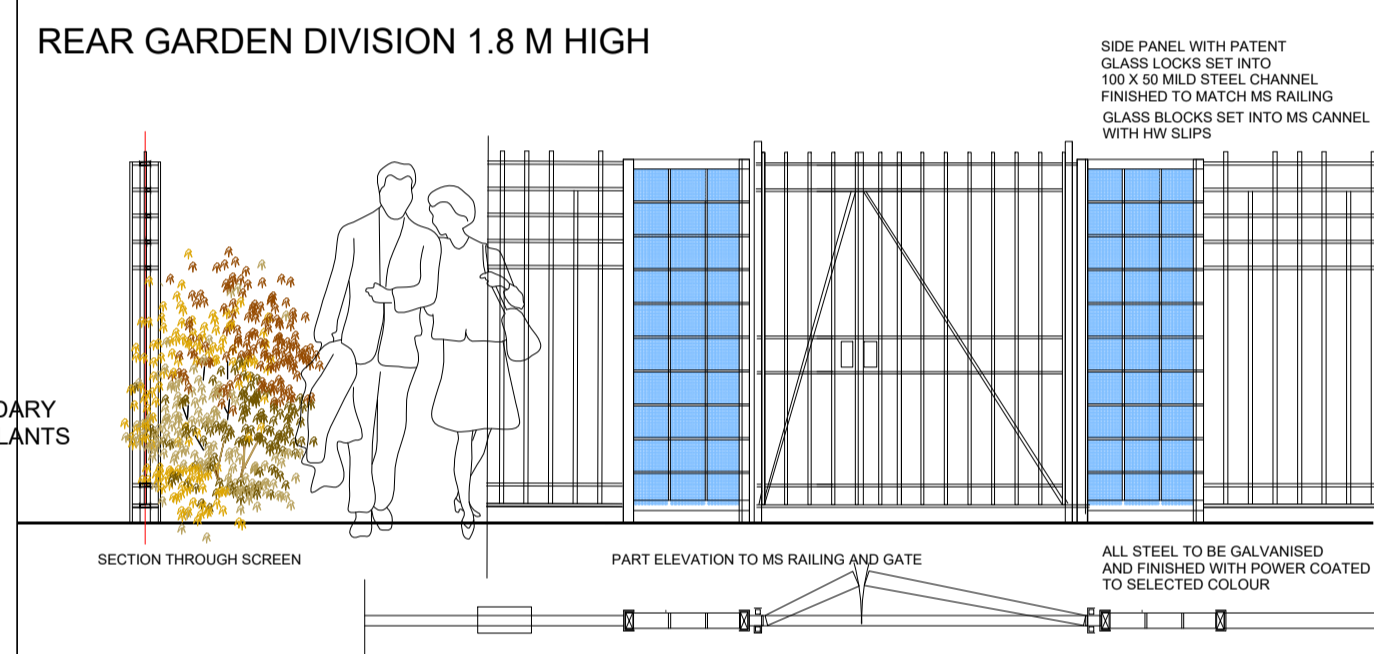 REAR GARDEN DIVISION 1.8 M HIGH
SIDE PANEL WITH PATENT
GLASS LOCKS SET INTO
100 X 50 MILD STEEL CHANNEL
FINISHED TO MATCH MS RAILING
GLASS BLOCKS SET INTO MS CANNEL
WITH HW SLIPS
DARY
LANTS
SECTION THROUGH SCREEN
PART ELEVATION TO MS RAILING AND GATE
ALL STEEL TO BE GALVANISED
AND FINISHED WITH POWER COATED
TO SELECTED COLOUR